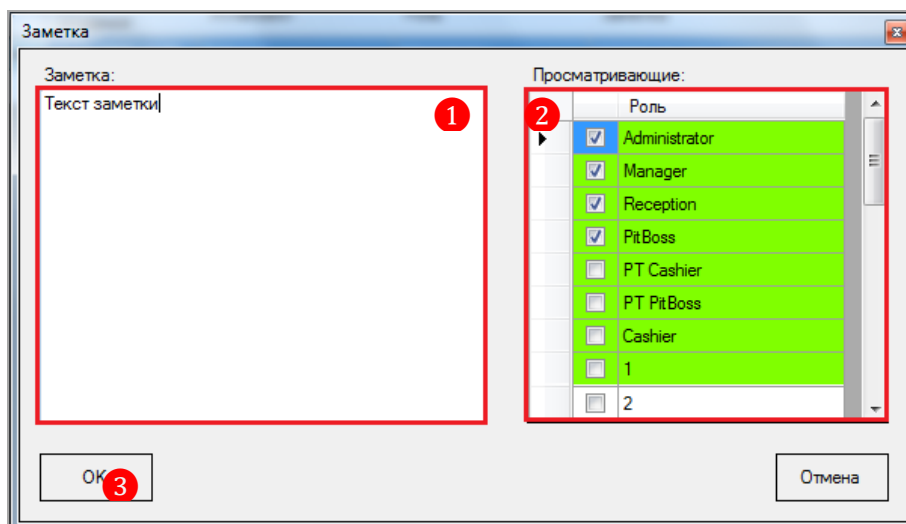 Заметка
Заметка:
Просматривающие:
Текст заметки
1
2
Роль
Administrator
Manager
Reception
PitBoss
PT Cashier
PT PitBoss
Cashier
1
2
OK
3
Отмена